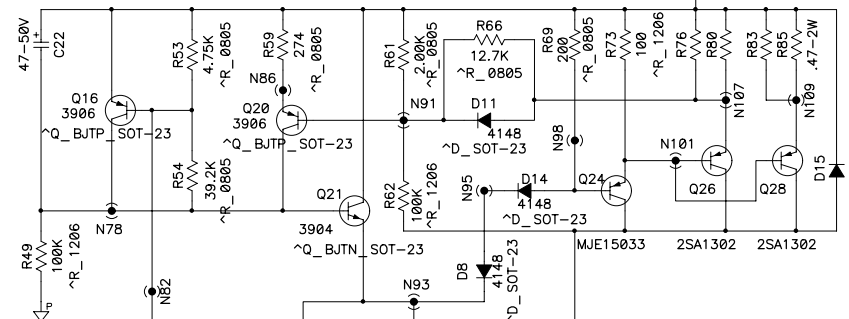 47-50V
C22
R53
4.75K
^R_0805
R59
274
^R_0805
R61
2.00K
^R_0805
R66
12.7K
^R_0805
R69
200
^R_0805
R73
100
^R_1206
R76
R80
R83
R85
.47-2W
Q16
3906
^Q_BJTP_SOT-23
N86
Q20
3906
^Q_BJTP_SOT-23
N91
D11
4148
^D_SOT-23
N98
N107
N109
N101
R54
39.2K
^R_0805
Q21
3904
^Q_BJTN_SOT-23
R62
100K
^R_1206
N95
D14
4148
^D_SOT-23
Q24
MJE15033
Q26
2SA1302
Q28
2SA1302
D15
N78
R49
100K
^R_1206
P
N82
N93
D8
4148
^D_SOT-23